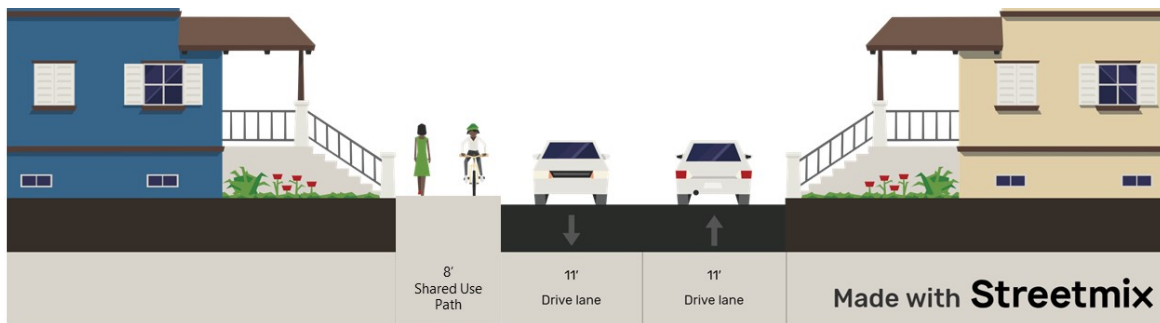 8′
Shared Use
Path
11′
Drive lane
11′
Drive lane
Made with Streetmix